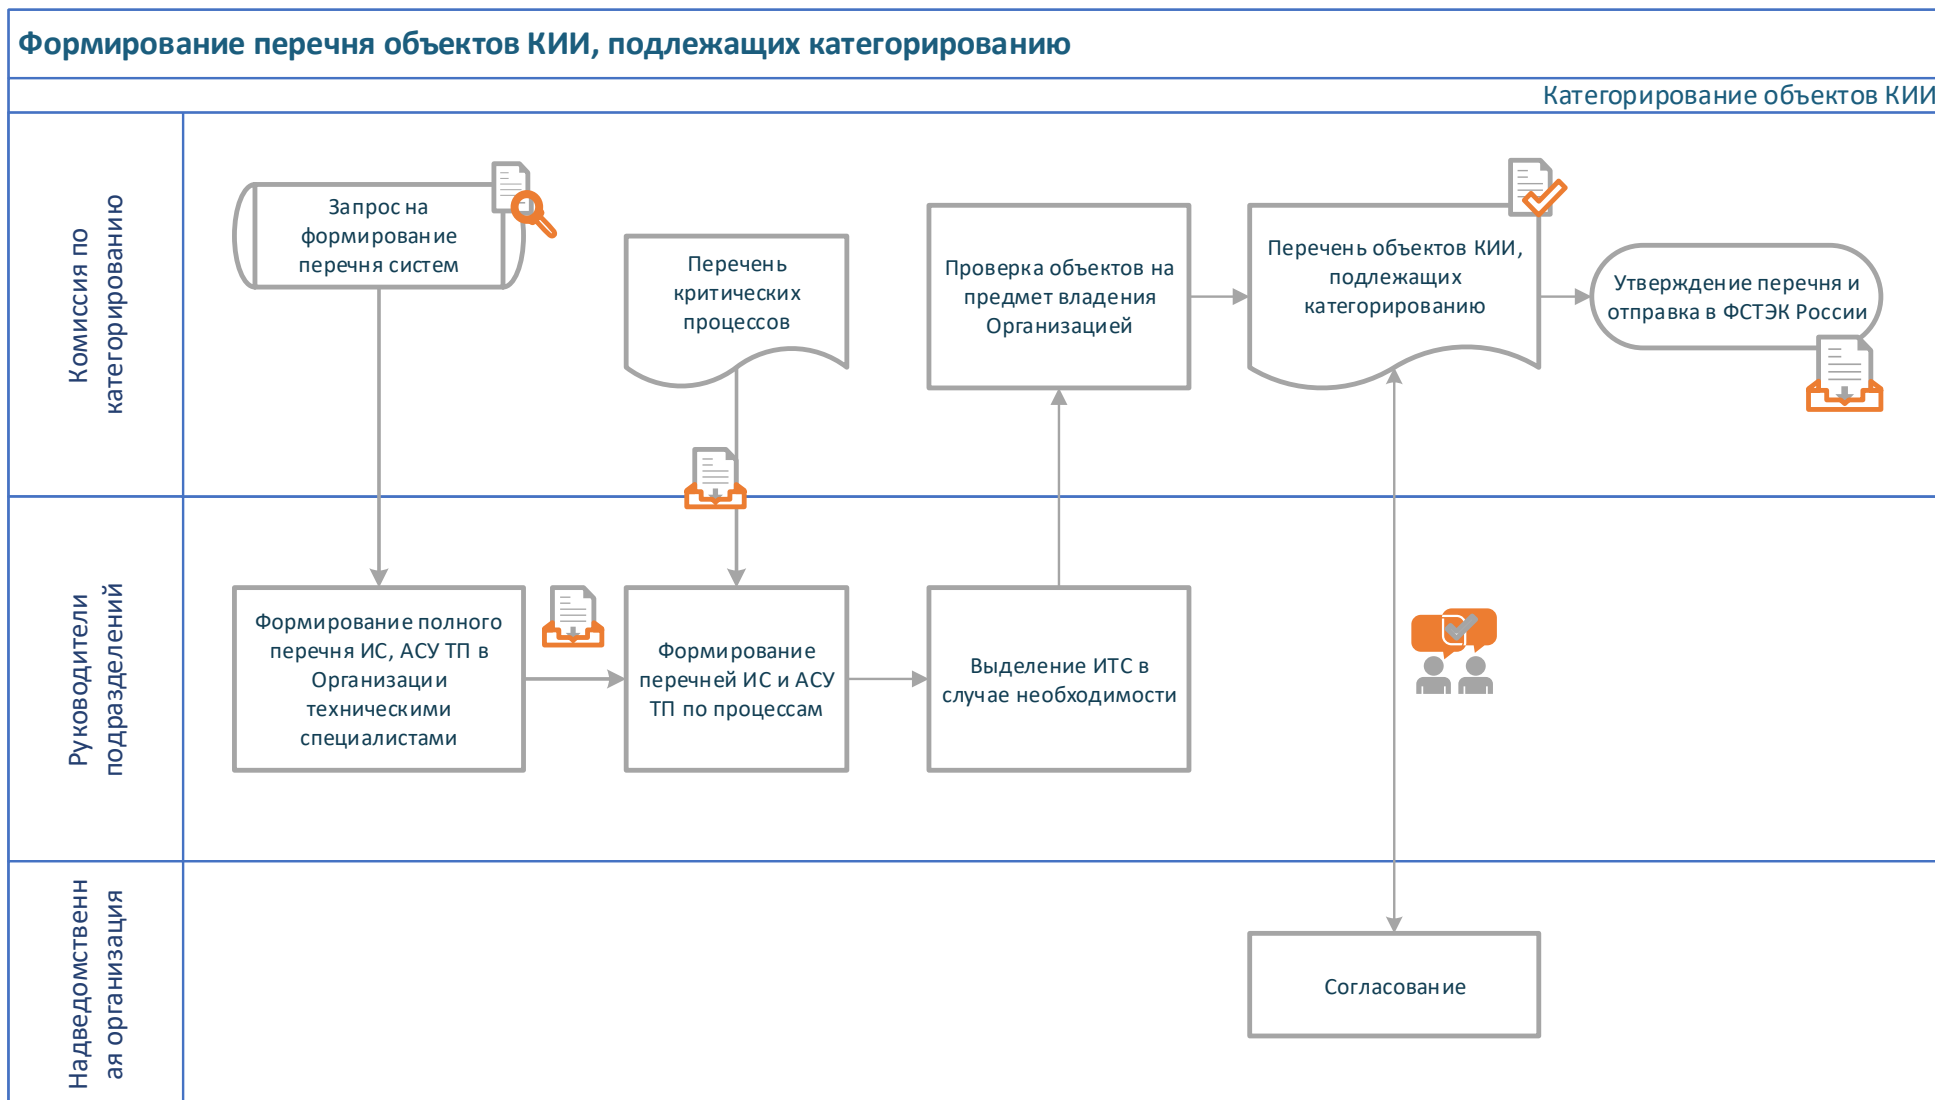 Формирование перечня объектов КИИ, подлежащих категорированию
Категорирование объектов КИИ
Комиссия по
категорированию
Запрос на
формирование
перечня систем
Перечень
критических
процессов
Проверка объектов на
предмет владения
Организацией
Перечень объектов КИИ,
подлежащих
категорированию
Утверждение перечня и
отправка в ФСТЭК России
Руководители
подразделений
Формирование полного
перечня ИС, АСУ ТП в
Организации
техническими
специалистами
Формирование
перечней ИС и АСУ
ТП по процессам
Выделение ИТС в
случае необходимости
Надведомственн
ая организация
Согласование